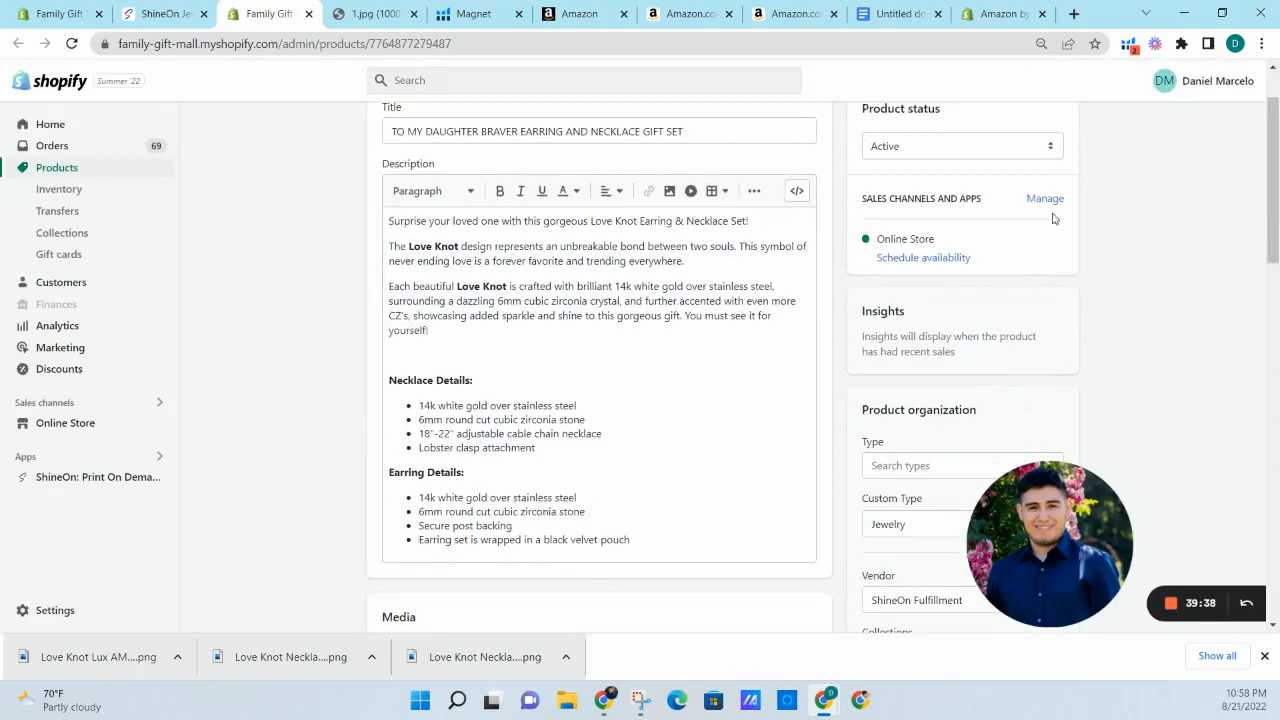 Family Gift
ShineOn Je
Family Gift
1.jpg (1000
Magnet
Amazon
Amazon.co
Amazon.co
Untitled do
Amazon by
family-gift-mall.myshopify.com/admin/products/7764877279487
2
D
shopify
Summer '22
Search
DM
Daniel Marcelo
Home
Orders
69
Products
Inventory
Transfers
Collections
Gift cards
Customers
Finances
Analytics
Marketing
Discounts
Sales channels
Online Store
Apps
ShineOn: Print On Dema...
Settings
Title
TO MY DAUGHTER BRAVER EARRING AND NECKLACE GIFT SET
Description
Paragraph
B I U A
</>
Surprise your loved one with this gorgeous Love Knot Earring & Necklace Set!
The Love Knot design represents an unbreakable bond between two souls. This symbol of
never ending love is a forever favorite and trending everywhere.
Each beautiful Love Knot is crafted with brilliant 14k white gold over stainless steel,
surrounding a dazzling 6mm cubic zirconia crystal, and further accented with even more
CZ's, showcasing added sparkle and shine to this gorgeous gift. You must see it for
yourself!
Necklace Details:
14k white gold over stainless steel
6mm round cut cubic zirconia stone
18"-22" adjustable cable chain necklace
Lobster clasp attachment
Earring Details:
14k white gold over stainless steel
6mm round cut cubic zirconia stone
Secure post backing
Earring set is wrapped in a black velvet pouch
Media
Product status
Active
SALES CHANNELS AND APPS
Manage
Online Store
Schedule availability
Insights
Insights will display when the product
has had recent sales
Product organization
Type
Search types
Custom Type
Jewelry
Vendor
ShineOn Fulfillment
39:38
Love Knot Lux AM....png
Love Knot Neckla....png
Love Knot Neckla....png
Show all
70°F
Partly cloudy
10:58 PM
8/21/2022